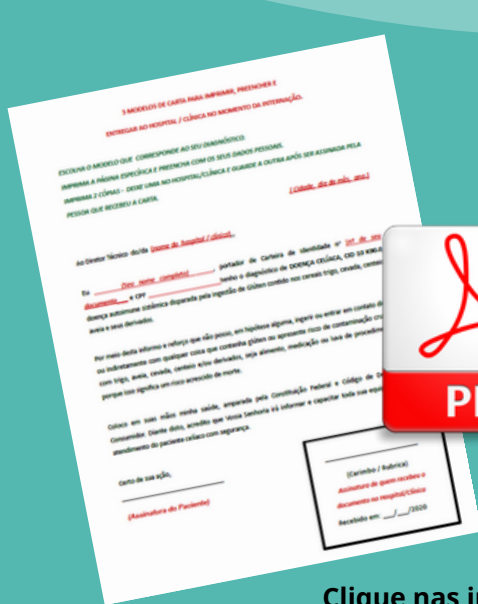 5 MODELOS DE CARTA PARA IMPRIMIR, PREENCHER E
ENTREGAR AO HOSPITAL / CLÍNICA NO MOMENTO DA INTERNAÇÃO.
ESCOLHA O MODELO QUE CORRESPONDE AO SEU DIAGNÓSTICO.
IMPRIMA A PÁGINA ESPECÍFICA E PREENCHA COM OS SEUS DADOS PESSOAIS.
IMPRIMA 2 CÓPIAS - DEIXE UMA NO HOSPITAL/CLÍNICA E GUARDE A OUTRA APÓS SER ASSINADA PELA
PESSOA QUE RECEBEU A CARTA.
(Cidade, dia do mês, ano.)
Ao Diretor Técnico do/da (nome do hospital / clínica).
Eu (seu nome completo), portador de Carteira de Identidade nº (nº de seu
documento e CPF tenho o diagnóstico de DOENÇA CELÍACA, CID 10 K90.
doença autoimune sistêmica disparada pela ingestão de Glúten contido nos cereais trigo, cevada,
aveia e seus derivados.
Por meio desta informo e reforço que não posso, em hipótese alguma, ingerir ou entrar em contato
ou indiretamente com qualquer coisa que contenha glúten ou apresente risco de contaminação
com trigo, aveia, cevada, centeio e/ou derivados, seja alimento, medicação ou luva de
porque isso significa um risco acrescido de morte.
Coloco em suas mãos minha saúde, amparada pela Constituição Federal e Código de
Consumidor. Diante disto, acredito que Vossa Senhoria irá informar e capacitar toda sua
atendimento do paciente celíaco com segurança.
Certo de sua ação,
(Assinatura do Paciente)
(Carimbo / Rubrica)
Assinatura de quem recebeu o
documento no Hospital/Clínica
Recebido em: __/__/2020
Clique nas